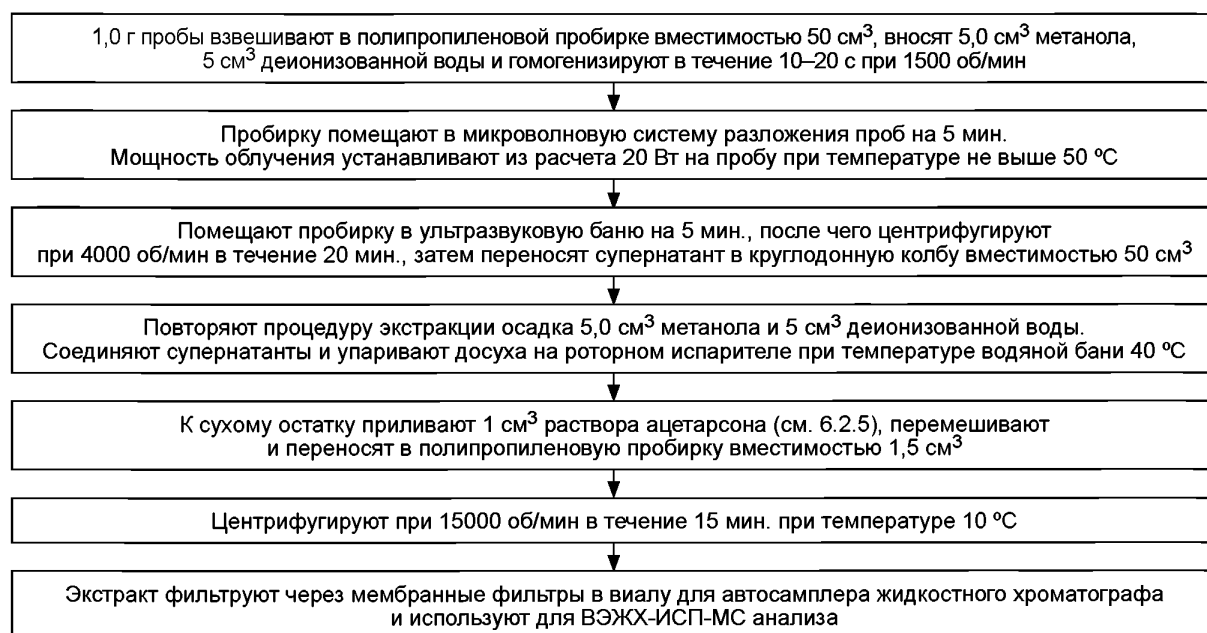 1,0 г пробы взвешивают в полипропиленовой пробирке вместимостью 50 см³, вносят 5,0 см³ метанола,
5 см³ деионизованной воды и гомогенизируют в течение 10–20 с при 1500 об/мин
Пробирку помещают в микроволновую систему разложения проб на 5 мин.
Мощность облучения устанавливают из расчета 20 Вт на пробу при температуре не выше 50 ºС
Помещают пробирку в ультразвуковую баню на 5 мин., после чего центрифугируют
при 4000 об/мин в течение 20 мин., затем переносят супернатант в круглодонную колбу вместимостью 50 см³
Повторяют процедуру экстракции осадка 5,0 см³ метанола и 5 см³ деионизованной воды.
Соединяют супернатанты и упаривают досуха на роторном испарителе при температуре водяной бани 40 ºС
К сухому остатку приливают 1 см³ раствора ацетарсона (см. 6.2.5), перемешивают
и переносят в полипропиленовую пробирку вместимостью 1,5 см³
Центрифугируют при 15000 об/мин в течение 15 мин. при температуре 10 ºС
Экстракт фильтруют через мембранные фильтры в виалу для автосамплера жидкостного хроматографа
и используют для ВЭЖХ-ИСП-МС анализа